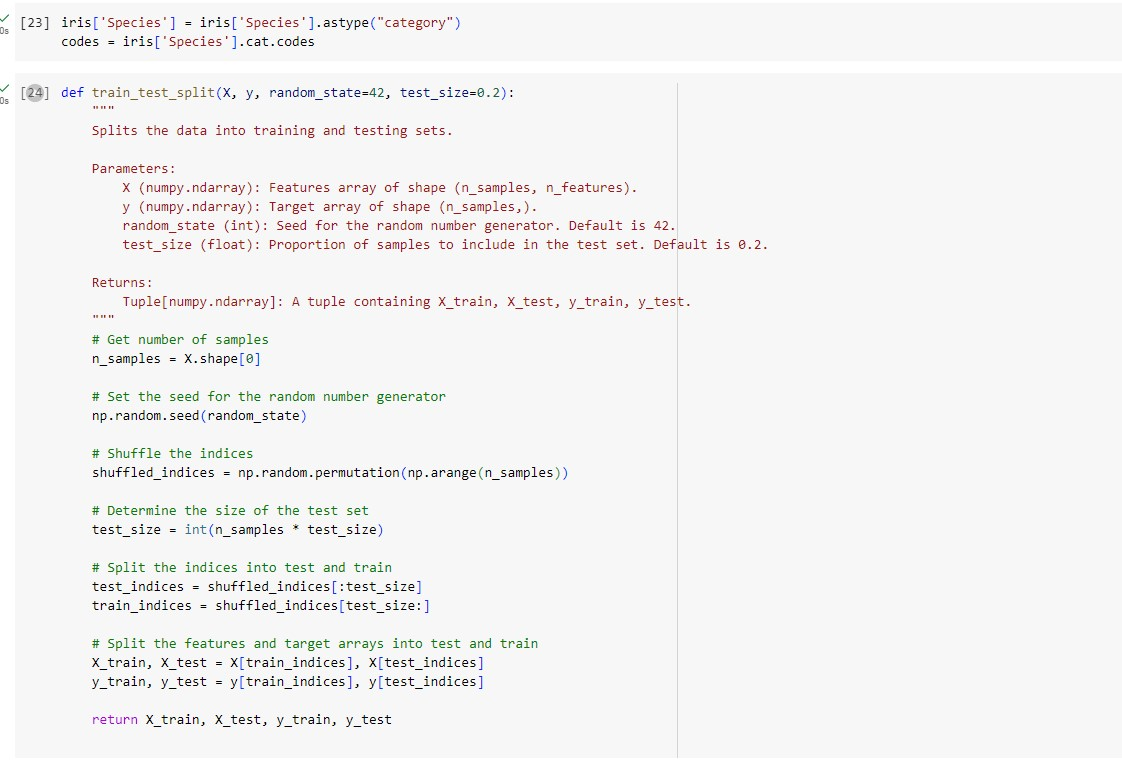 [23] iris['Species'] = iris['Species'].astype("category")
0s
codes = iris['Species'].cat.codes
[24] def train_test_split(X, y, random_state=42, test_size=0.2):
0s
"""
Splits the data into training and testing sets.
Parameters:
X (numpy.ndarray): Features array of shape (n_samples, n_features).
y (numpy.ndarray): Target array of shape (n_samples,).
random_state (int): Seed for the random number generator. Default is 42.
test_size (float): Proportion of samples to include in the test set. Default is 0.2.
Returns:
Tuple[numpy.ndarray]: A tuple containing X_train, X_test, y_train, y_test.
"""
# Get number of samples
n_samples = X.shape[0]
# Set the seed for the random number generator
np.random.seed(random_state)
# Shuffle the indices
shuffled_indices = np.random.permutation(np.arange(n_samples))
# Determine the size of the test set
test_size = int(n_samples * test_size)
# Split the indices into test and train
test_indices = shuffled_indices[:test_size]
train_indices = shuffled_indices[test_size:]
# Split the features and target arrays into test and train
X_train, X_test = X[train_indices], X[test_indices]
y_train, y_test = y[train_indices], y[test_indices]
return X_train, X_test, y_train, y_test